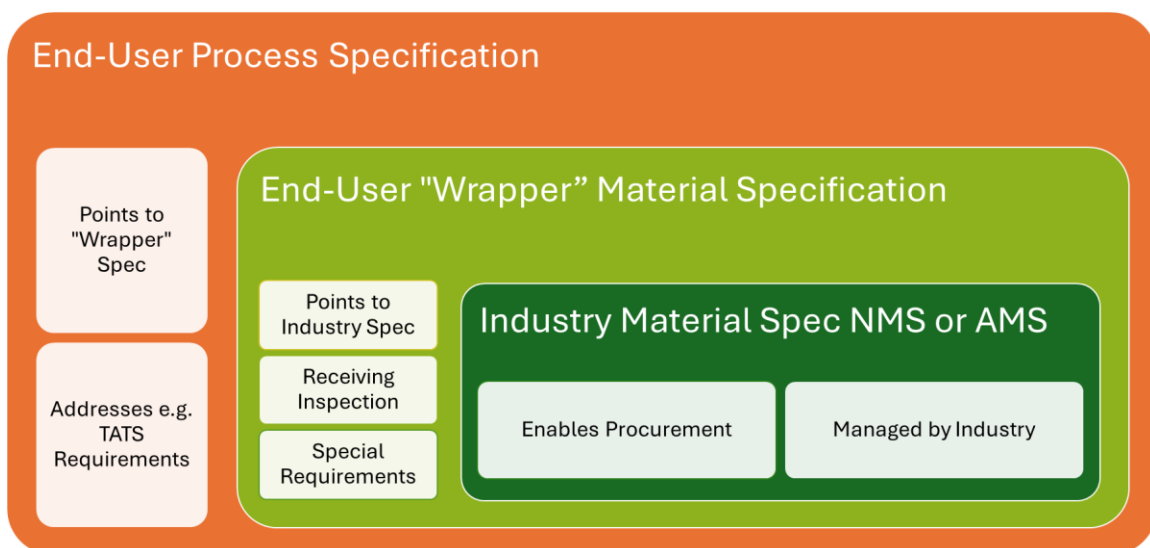 End-User Process Specification
Points to
"Wrapper"
Spec
Addresses e.g.
TATS
Requirements
End-User "Wrapper” Material Specification
Points to
Industry Spec
Receiving
Inspection
Special
Requirements
Industry Material Spec NMS or AMS
Enables Procurement
Managed by Industry